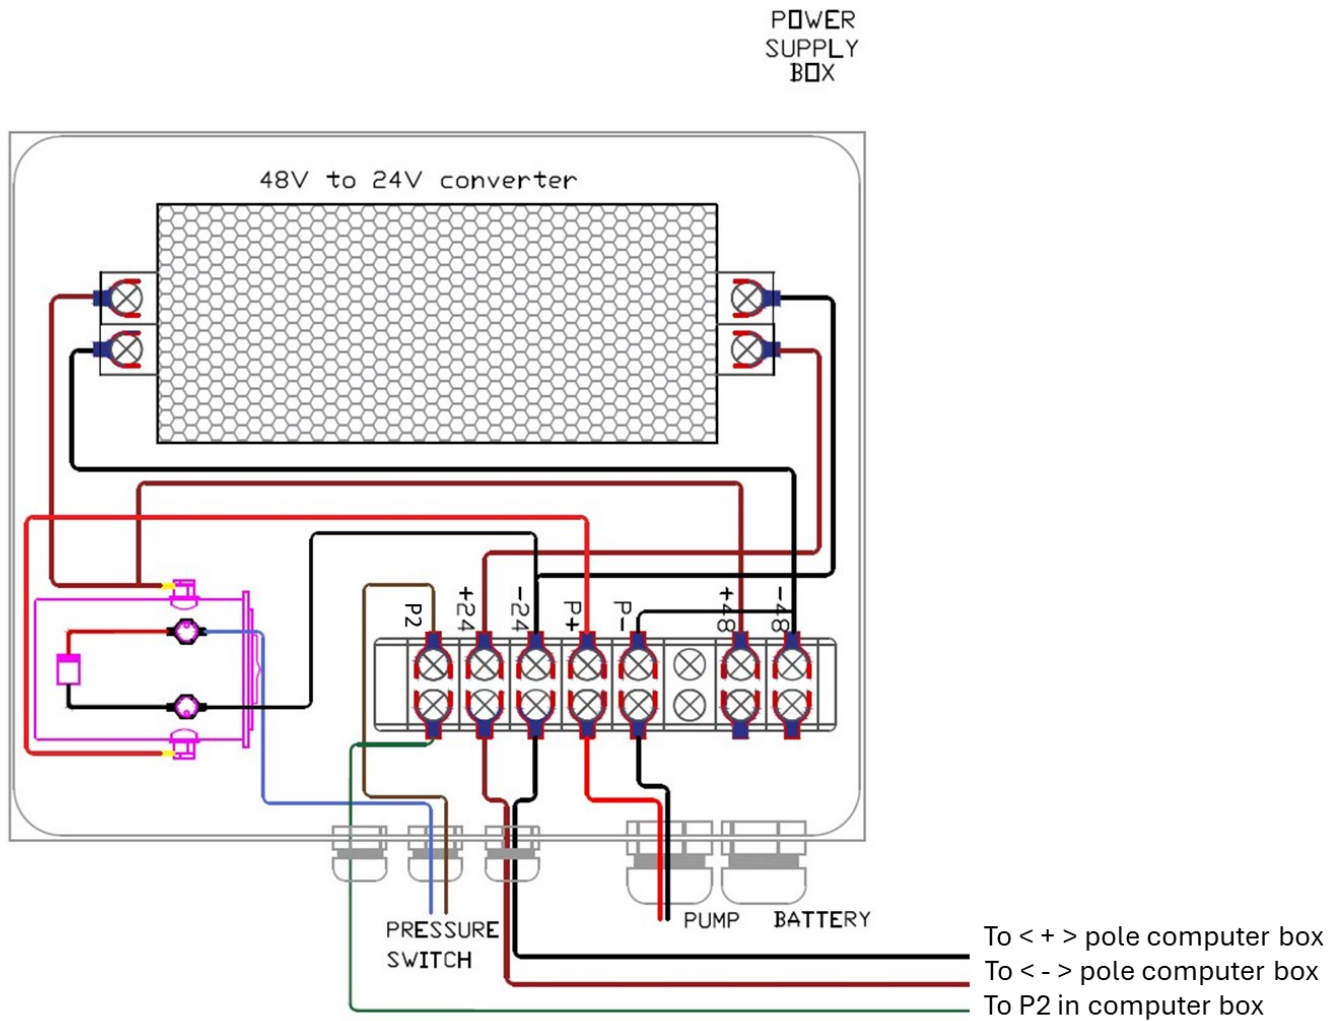 POWER
SUPPLY
BOX
48V to 24V converter
P2
+24
-24
P+
P-
+48
-48
PRESSURE
SWITCH
PUMP
BATTERY
To < + > pole computer box
To < - > pole computer box
To P2 in computer box